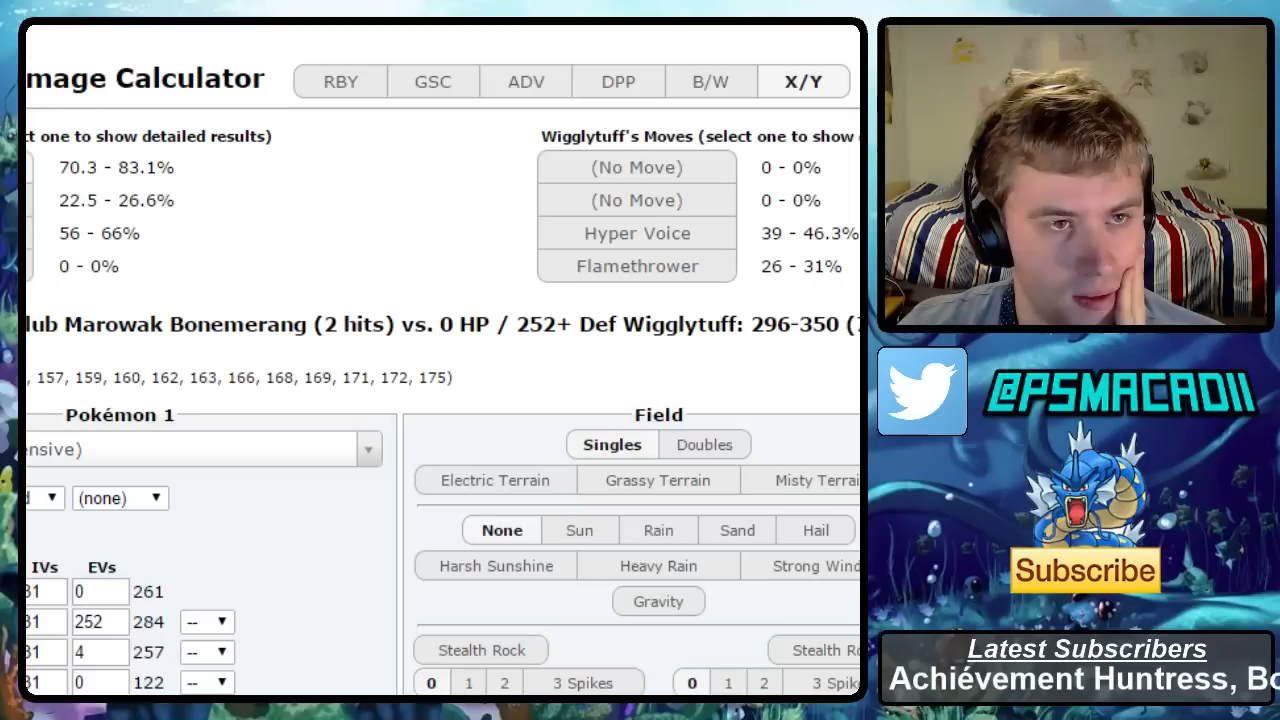 mage Calculator RBY GSC ADV DPP B/W X/Y
ct one to show detailed results) Wigglytuff's Moves (select one to show
70.3 - 83.1% (No Move) 0 - 0%
22.5 - 26.6% (No Move) 0 - 0%
56 - 66% Hyper Voice 39 - 46.3%
0 - 0% Flamethrower 26 - 31%
lub Marowak Bonemerang (2 hits) vs. 0 HP / 252+ Def Wigglytuff: 296-350 (
, 157, 159, 160, 162, 163, 166, 168, 169, 171, 172, 175)
Pokémon 1 Field
ensive) Singles Doubles
Electric Terrain Grassy Terrain Misty Terrai
(none)
None Sun Rain Sand Hail
IVs EVs Harsh Sunshine Heavy Rain Strong Wind
31 0 261 Gravity
31 252 284 --
31 4 257 -- Stealth Rock Stealth Ro
31 0 122 -- 0 1 2 3 Spikes 0 1 2 3 Spik
@PSMACADII
Subscribe
Latest Subscribers
Achiévement Huntress, Bo